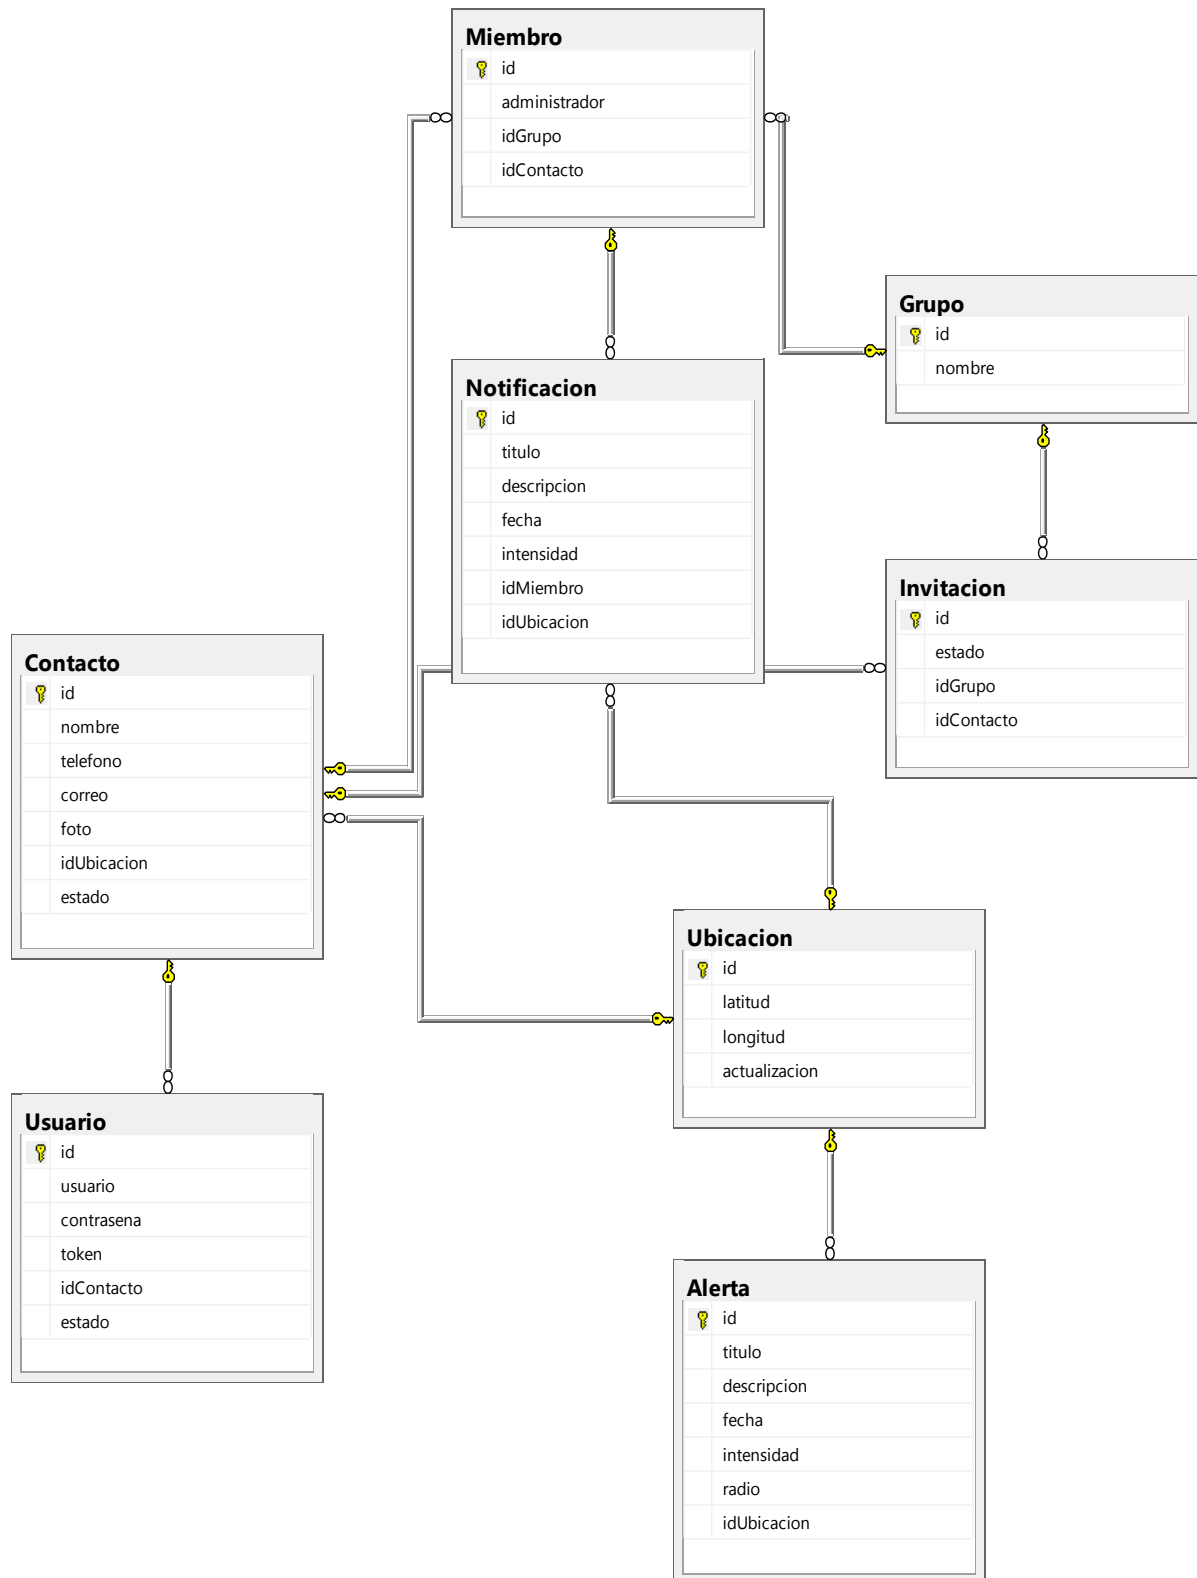 Miembro
id
administrador
idGrupo
idContacto
Grupo
id
nombre
Notificacion
id
titulo
descripcion
fecha
intensidad
idMiembro
idUbicacion
Invitacion
id
estado
idGrupo
idContacto
Contacto
id
nombre
telefono
correo
foto
idUbicacion
estado
Ubicacion
id
latitud
longitud
actualizacion
Usuario
id
usuario
contrasena
token
idContacto
estado
Alerta
id
titulo
descripcion
fecha
intensidad
radio
idUbicacion